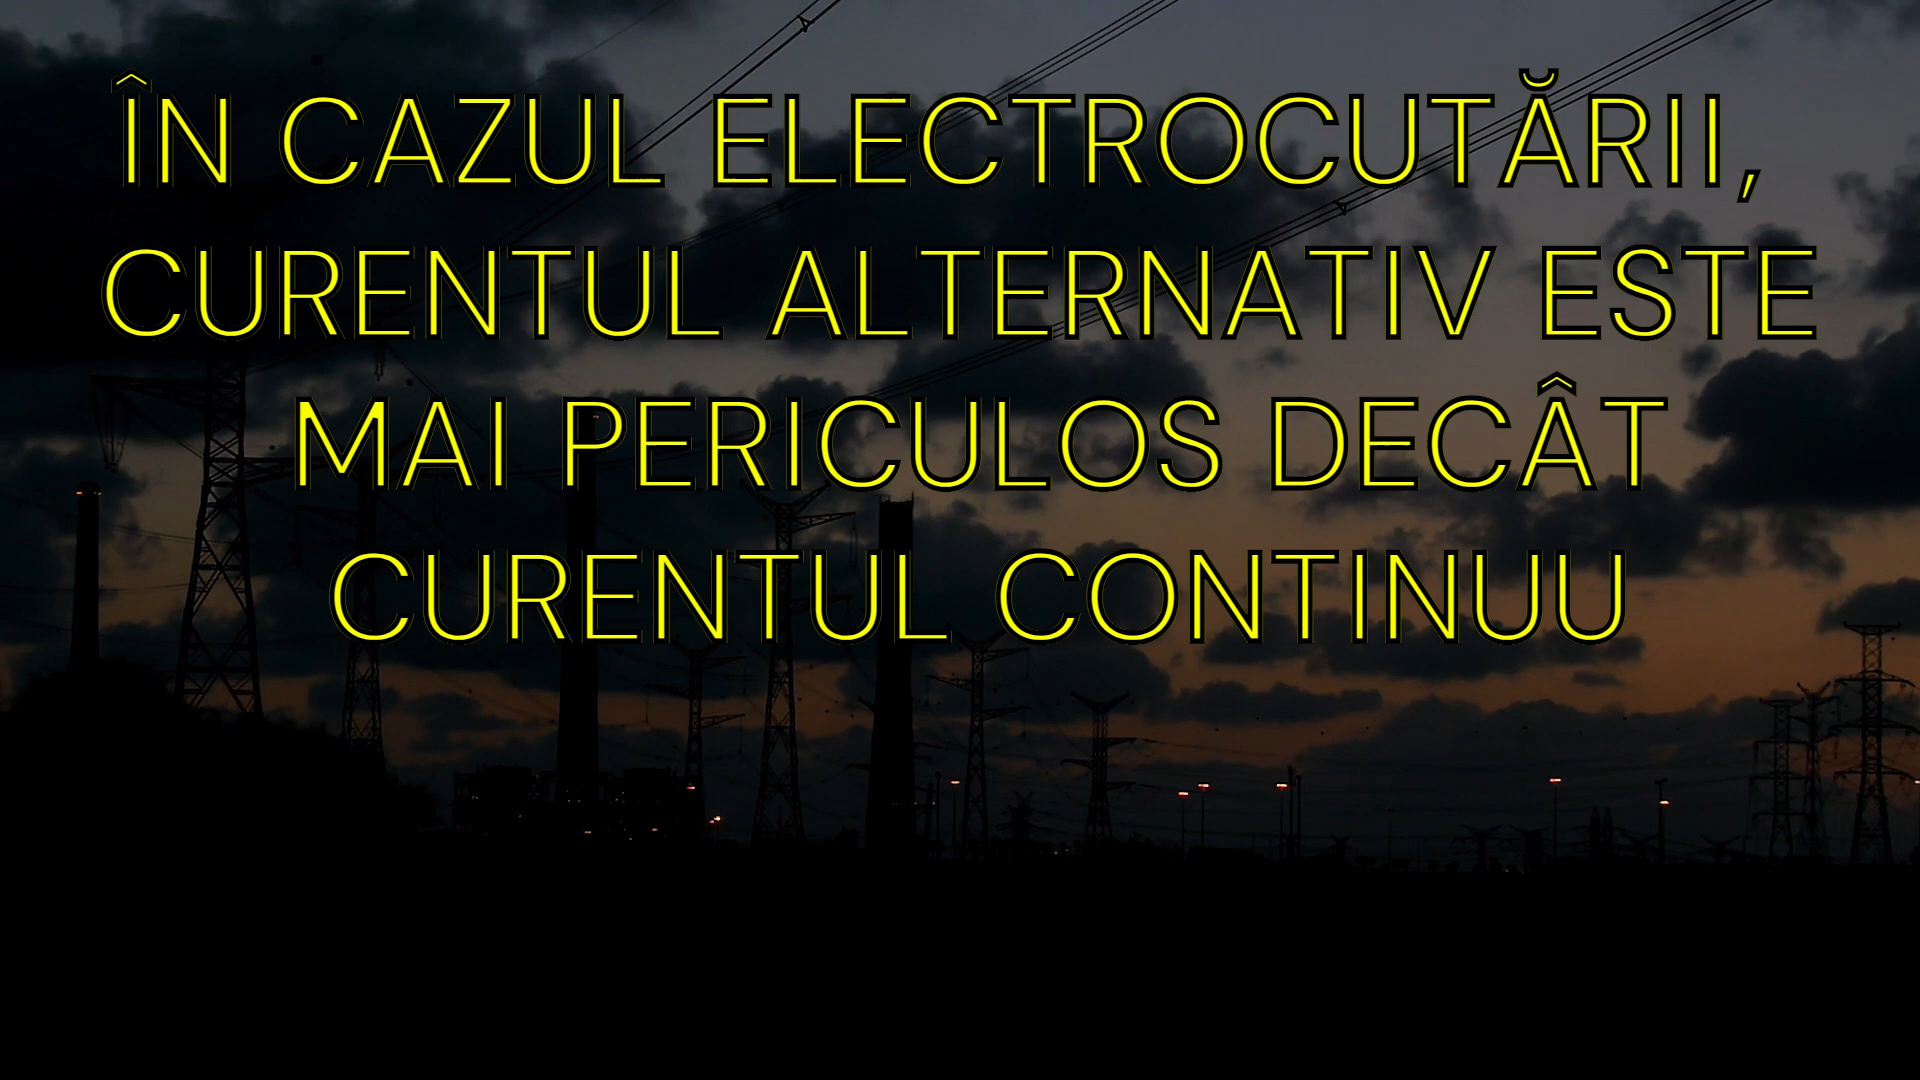 ÎN CAZUL ELECTROCUTĂRII,
CURENTUL ALTERNATIV ESTE
MAI PERICULOS DECÂT
CURENTUL CONTINUU